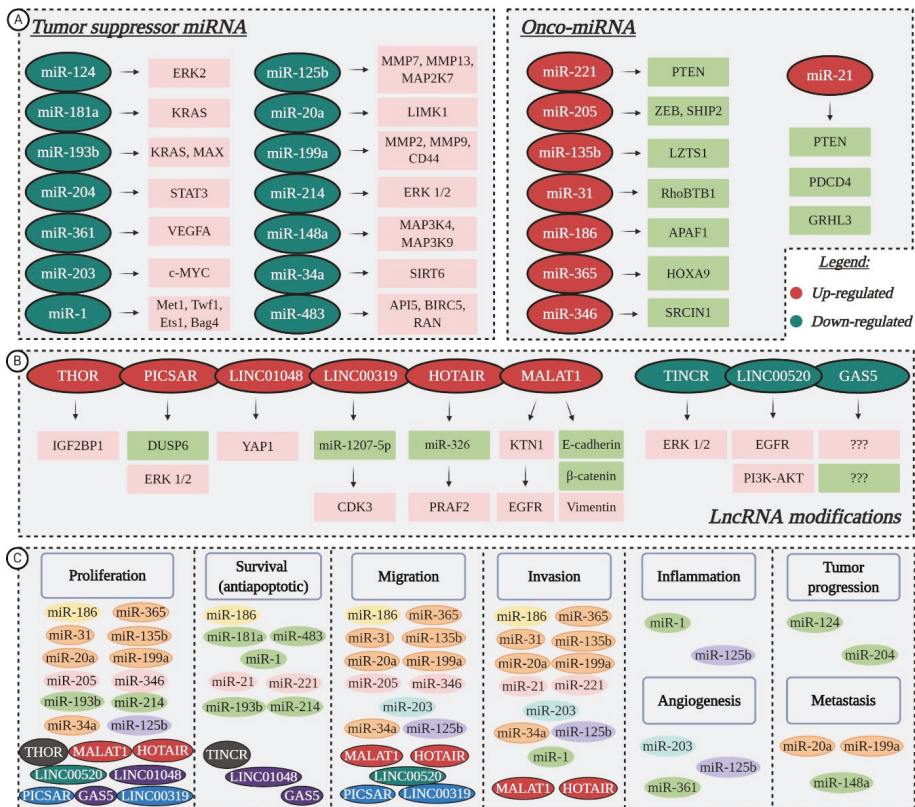 A
Tumor suppressor miRNA
miR-124
ERK2
miR-181a
KRAS
miR-193b
KRAS, MAX
miR-204
STAT3
miR-361
VEGFA
miR-203
c-MYC
miR-1
Met1, Twf1,
Ets1, Bag4
miR-125b
MMP7, MMP13,
MAP2K7
miR-20a
LIMK1
miR-199a
MMP2, MMP9,
CD44
miR-214
ERK 1/2
miR-148a
MAP3K4,
MAP3K9
miR-34a
SIRT6
miR-483
API5, BIRC5,
RAN
Onco-miRNA
miR-221
PTEN
miR-205
ZEB, SHIP2
miR-135b
LZTS1
miR-31
RhoBTB1
miR-186
APAF1
miR-365
HOXA9
miR-346
SRCIN1
miR-21
PTEN
PDCD4
GRHL3
Legend:
Up-regulated
Down-regulated
B
THOR PICSAR LINC01048 LINC00319 HOTAIR MALAT1 TINCR LINC00520 GAS5
IGF2BP1 DUSP6 YAP1 miR-1207-5p miR-326 KTN1 E-cadherin ERK 1/2 EGFR ???
ERK 1/2 β-catenin PI3K-AKT ???
CDK3 PRAF2 EGFR Vimentin
LncRNA modifications
C
Proliferation
miR-186 miR-365
miR-31 miR-135b
miR-20a miR-199a
miR-205 miR-346
miR-193b miR-214
miR-34a miR-125b
THOR MALAT1 HOTAIR
LINC00520 LINC01048
PICSAR GAS5 LINC00319
Survival
(antiapoptotic)
miR-186
miR-181a miR-483
miR-1
miR-21 miR-221
miR-193b miR-214
TINCR
LINC01048
GAS5
Migration
miR-186 miR-365
miR-31 miR-135b
miR-20a miR-199a
miR-205 miR-346
miR-203
miR-34a miR-125b
MALAT1 HOTAIR
LINC00520
PICSAR LINC00319
Invasion
miR-186 miR-365
miR-31 miR-135b
miR-20a miR-199a
miR-21 miR-221
miR-203
miR-34a miR-125b
miR-1
MALAT1 HOTAIR
Inflammation
miR-1
miR-125b
Angiogenesis
miR-203
miR-125b
miR-361
Tumor
progression
miR-124
miR-204
Metastasis
miR-20a miR-199a
miR-148a